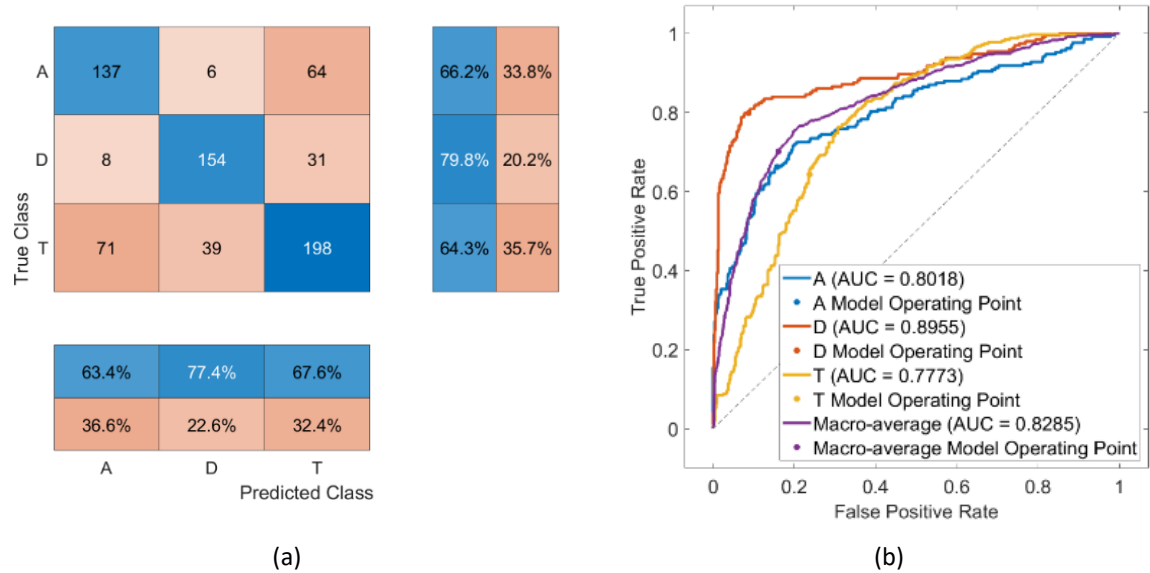 True Class
A
137
6
64
D
8
154
31
T
71
39
198
66.2% 33.8%
79.8% 20.2%
64.3% 35.7%
63.4% 77.4% 67.6%
36.6% 22.6% 32.4%
A D T
Predicted Class
(a)
True Positive Rate
1
0.8
0.6
0.4
0.2
0
A (AUC = 0.8018)
A Model Operating Point
D (AUC = 0.8955)
D Model Operating Point
T (AUC = 0.7773)
T Model Operating Point
Macro-average (AUC = 0.8285)
Macro-average Model Operating Point
0 0.2 0.4 0.6 0.8 1
False Positive Rate
(b)